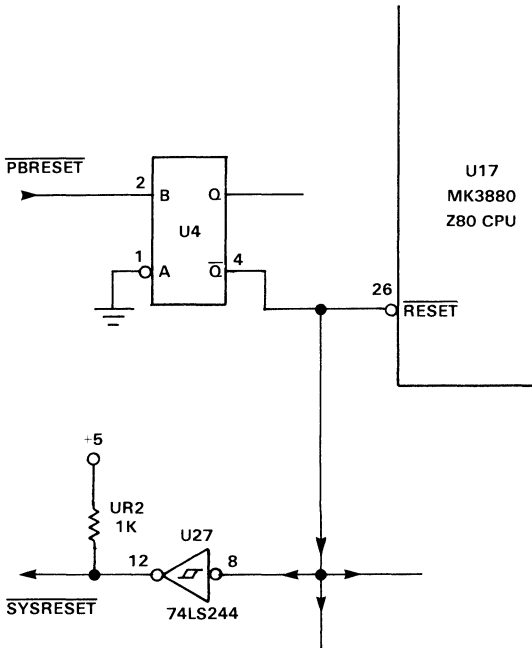 PBRESET
2
B
Q
U4
1
A
Q
4
U17
MK3880
Z80 CPU
26
RESET
+5
UR2
1K
U27
12
8
SYSRESET
74LS244